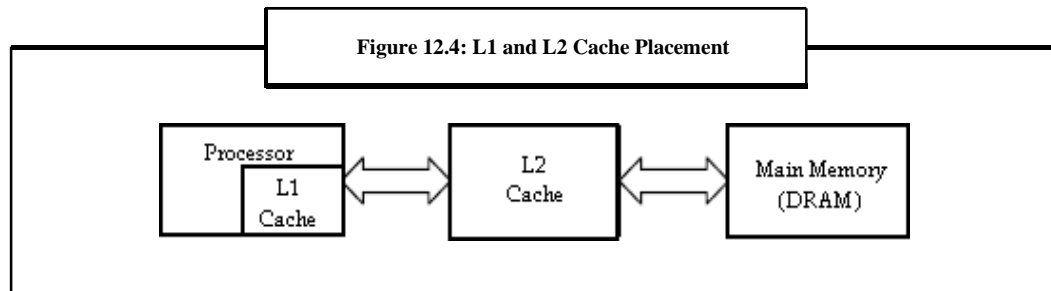 Figure 12.4: L1 and L2 Cache Placement
Processor
L1
Cache
L2
Cache
Main Memory
(DRAM)